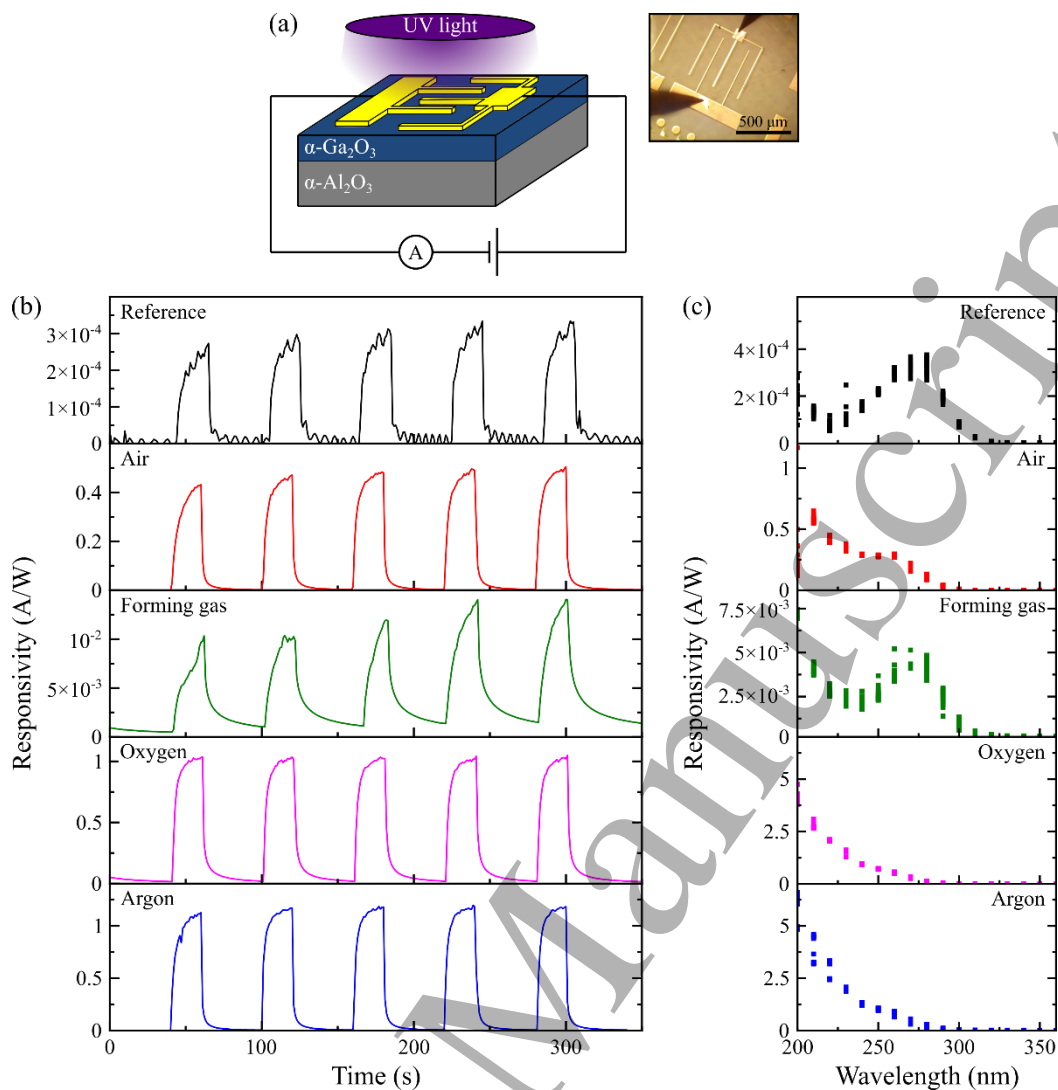 (a)
UV light
α-Ga₂O₃
α-Al₂O₃
A
500 μm
(b)
Responsivity (A/W)
Reference
3×10⁻⁴
2×10⁻⁴
1×10⁻⁴
0
Air
0.4
0.2
0
Forming gas
10⁻²
5×10⁻³
0
Oxygen
1
0.5
0
Argon
1
0.5
0
0 100 200 300
Time (s)
(c)
Responsivity (A/W)
Reference
4×10⁻⁴
2×10⁻⁴
0
Air
1
0.5
0
Forming gas
7.5×10⁻³
5×10⁻³
2.5×10⁻³
0
Oxygen
5
2.5
0
Argon
5
2.5
0
200 250 300 350
Wavelength (nm)
Manuscrip